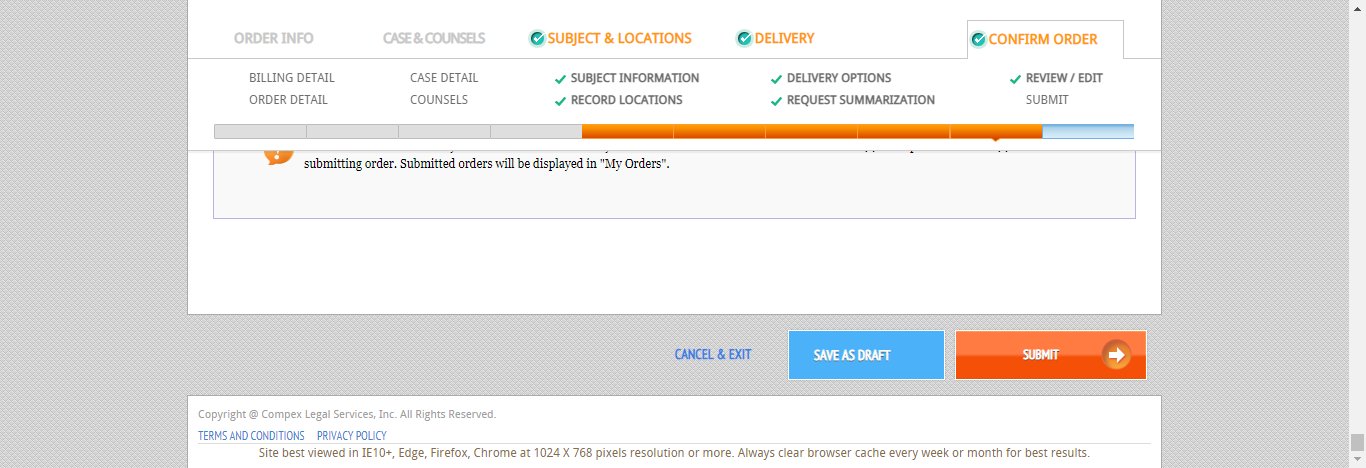 ORDER INFO
CASE & COUNSELS
SUBJECT & LOCATIONS
DELIVERY
CONFIRM ORDER
BILLING DETAIL
CASE DETAIL
SUBJECT INFORMATION
DELIVERY OPTIONS
REVIEW / EDIT
ORDER DETAIL
COUNSELS
RECORD LOCATIONS
REQUEST SUMMARIZATION
SUBMIT
submitting order. Submitted orders will be displayed in "My Orders".
CANCEL & EXIT
SAVE AS DRAFT
SUBMIT
Copyright @ Compex Legal Services, Inc. All Rights Reserved.
TERMS AND CONDITIONS PRIVACY POLICY
Site best viewed in IE10+, Edge, Firefox, Chrome at 1024 X 768 pixels resolution or more. Always clear browser cache every week or month for best results.